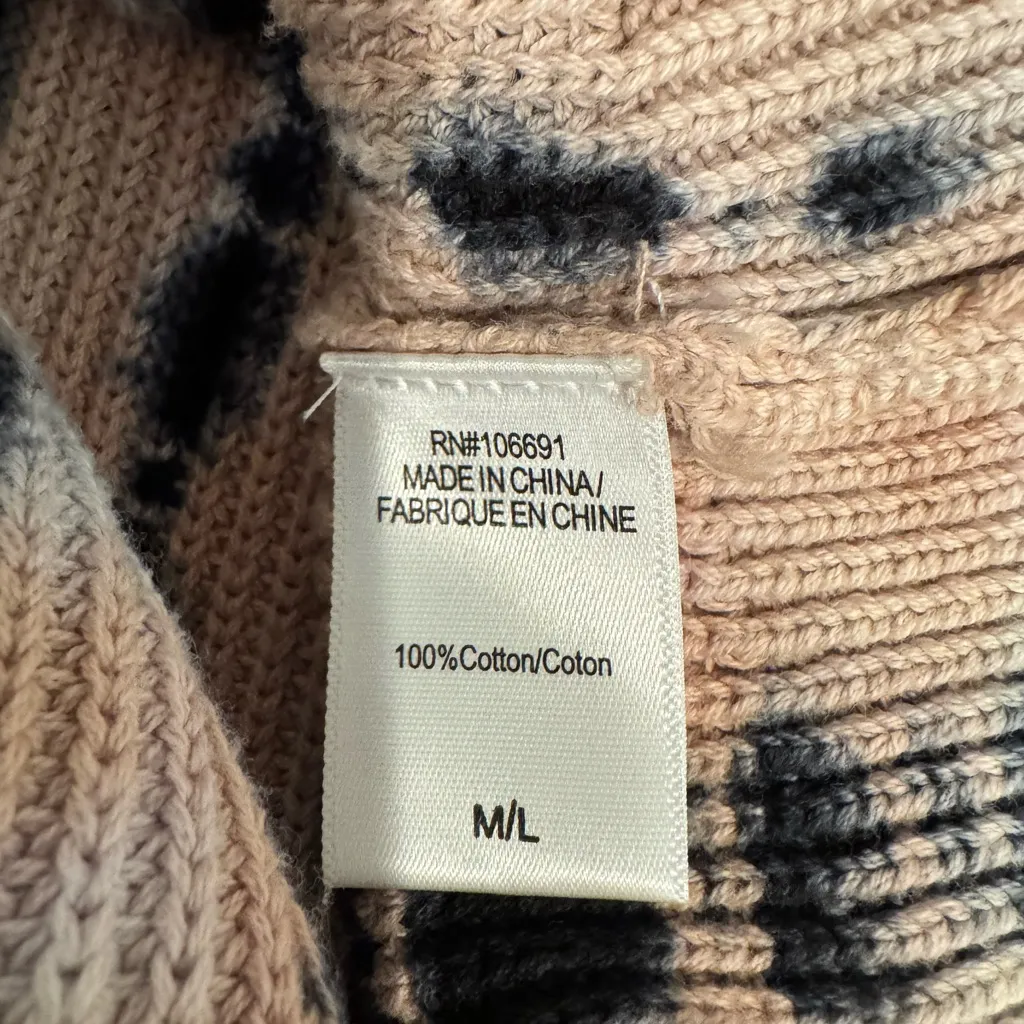 RN#106691
MADE IN CHINA/
FABRIQUE EN CHINE
100%Cotton/Coton
M/L